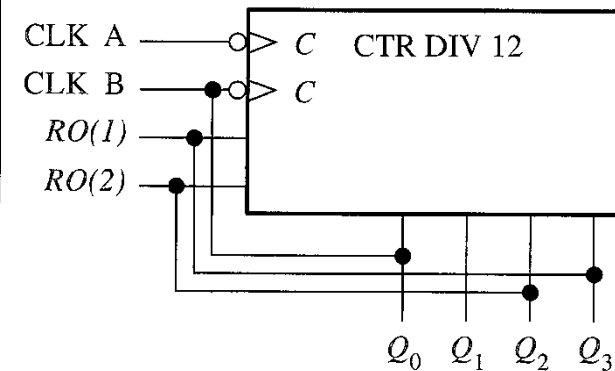 CLK A C CTR DIV 12
CLK B C
RO(1)
RO(2)
Q0 Q1 Q2 Q3